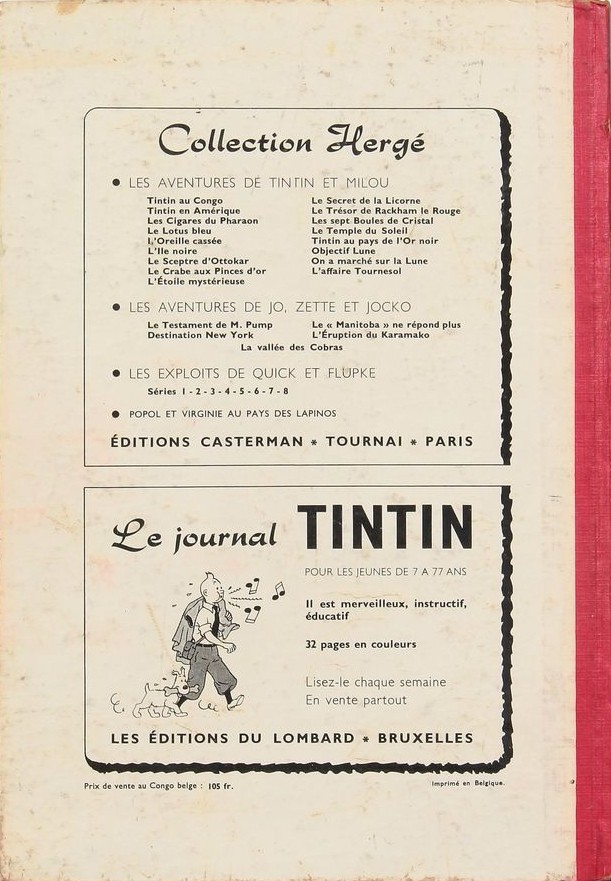 Collection Hergé
● LES AVENTURES DE TINTIN ET MILOU
Tintin au Congo
Tintin en Amérique
Les Cigares du Pharaon
Le Lotus bleu
L'Oreille cassée
L'Ile noire
Le Sceptre d'Ottokar
Le Crabe aux Pinces d'or
L'Étoile mystérieuse
Le Secret de la Licorne
Le Trésor de Rackham le Rouge
Les sept Boules de Cristal
Le Temple du Soleil
Tintin au pays de l'Or noir
Objectif Lune
On a marché sur la Lune
L'affaire Tournesol
● LES AVENTURES DE JO, ZETTE ET JOCKO
Le Testament de M. Pump
Destination New York
Le « Manitoba » ne répond plus
L'Éruption du Karamako
La vallée des Cobras
● LES EXPLOITS DE QUICK ET FLUPKE
Séries 1 - 2 - 3 - 4 - 5 - 6 - 7 - 8
● POPOL ET VIRGINIE AU PAYS DES LAPINOS
ÉDITIONS CASTERMAN * TOURNAI * PARIS
Le journal TINTIN
POUR LES JEUNES DE 7 A 77 ANS
Il est merveilleux, instructif,
éducatif
32 pages en couleurs
Lisez-le chaque semaine
En vente partout
LES ÉDITIONS DU LOMBARD * BRUXELLES
Prix de vente au Congo belge : 105 fr.
Imprimé en Belgique.